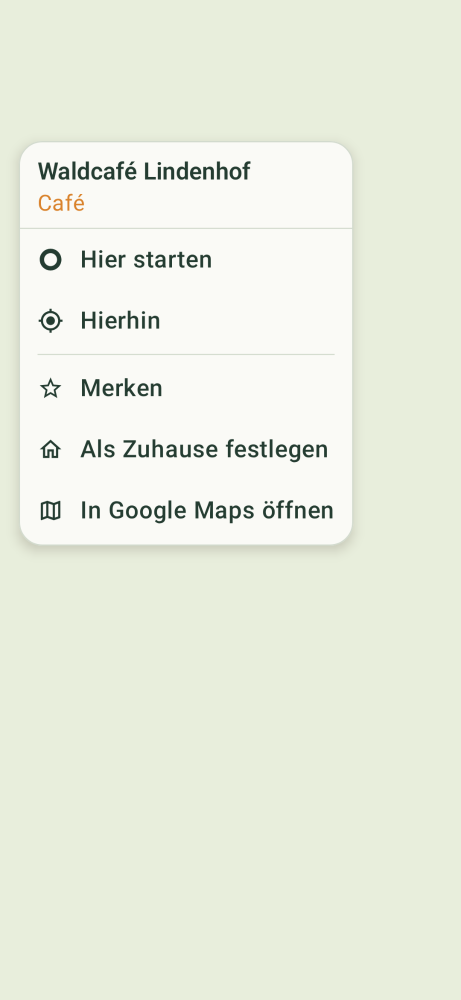 Waldcafé Lindenhof
Café
Hier starten
Hierhin
Merken
Als Zuhause festlegen
In Google Maps öffnen